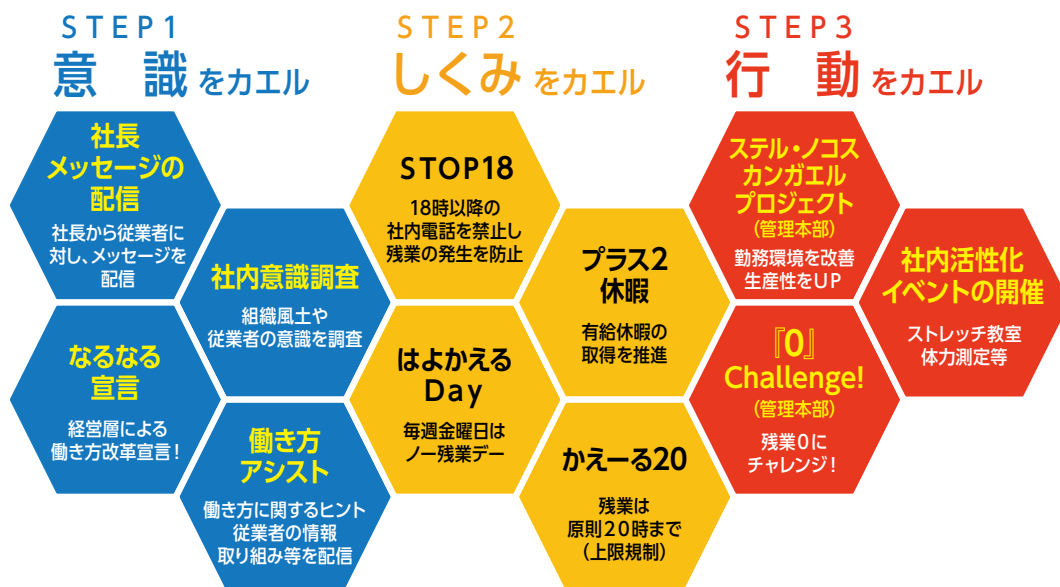 STEP1
意識をカエル
社長
メッセージの
配信
社長から従業者に
対し、メッセージを
配信
社内意識調査
組織風土や
従業者の意識を調査
なるなる
宣言
経営層による
働き方改革宣言!
働き方
アシスト
働き方に関するヒント
従業者の情報
取り組み等を配信
STEP2
しくみをカエル
STOP18
18時以降の
社内電話を禁止し
残業の発生を防止
プラス2
休暇
有給休暇の
取得を推進
はよかえる
Day
毎週金曜日は
ノー残業デー
かえーる20
残業は
原則20時まで
(上限規制)
STEP3
行動をカエル
ステル・ノコス
カンガエル
プロジェクト
(管理本部)
勤務環境を改善
生産性をUP
社内活性化
イベントの開催
ストレッチ教室
体力測定等
『0』
Challenge!
(管理本部)
残業0に
チャレンジ!